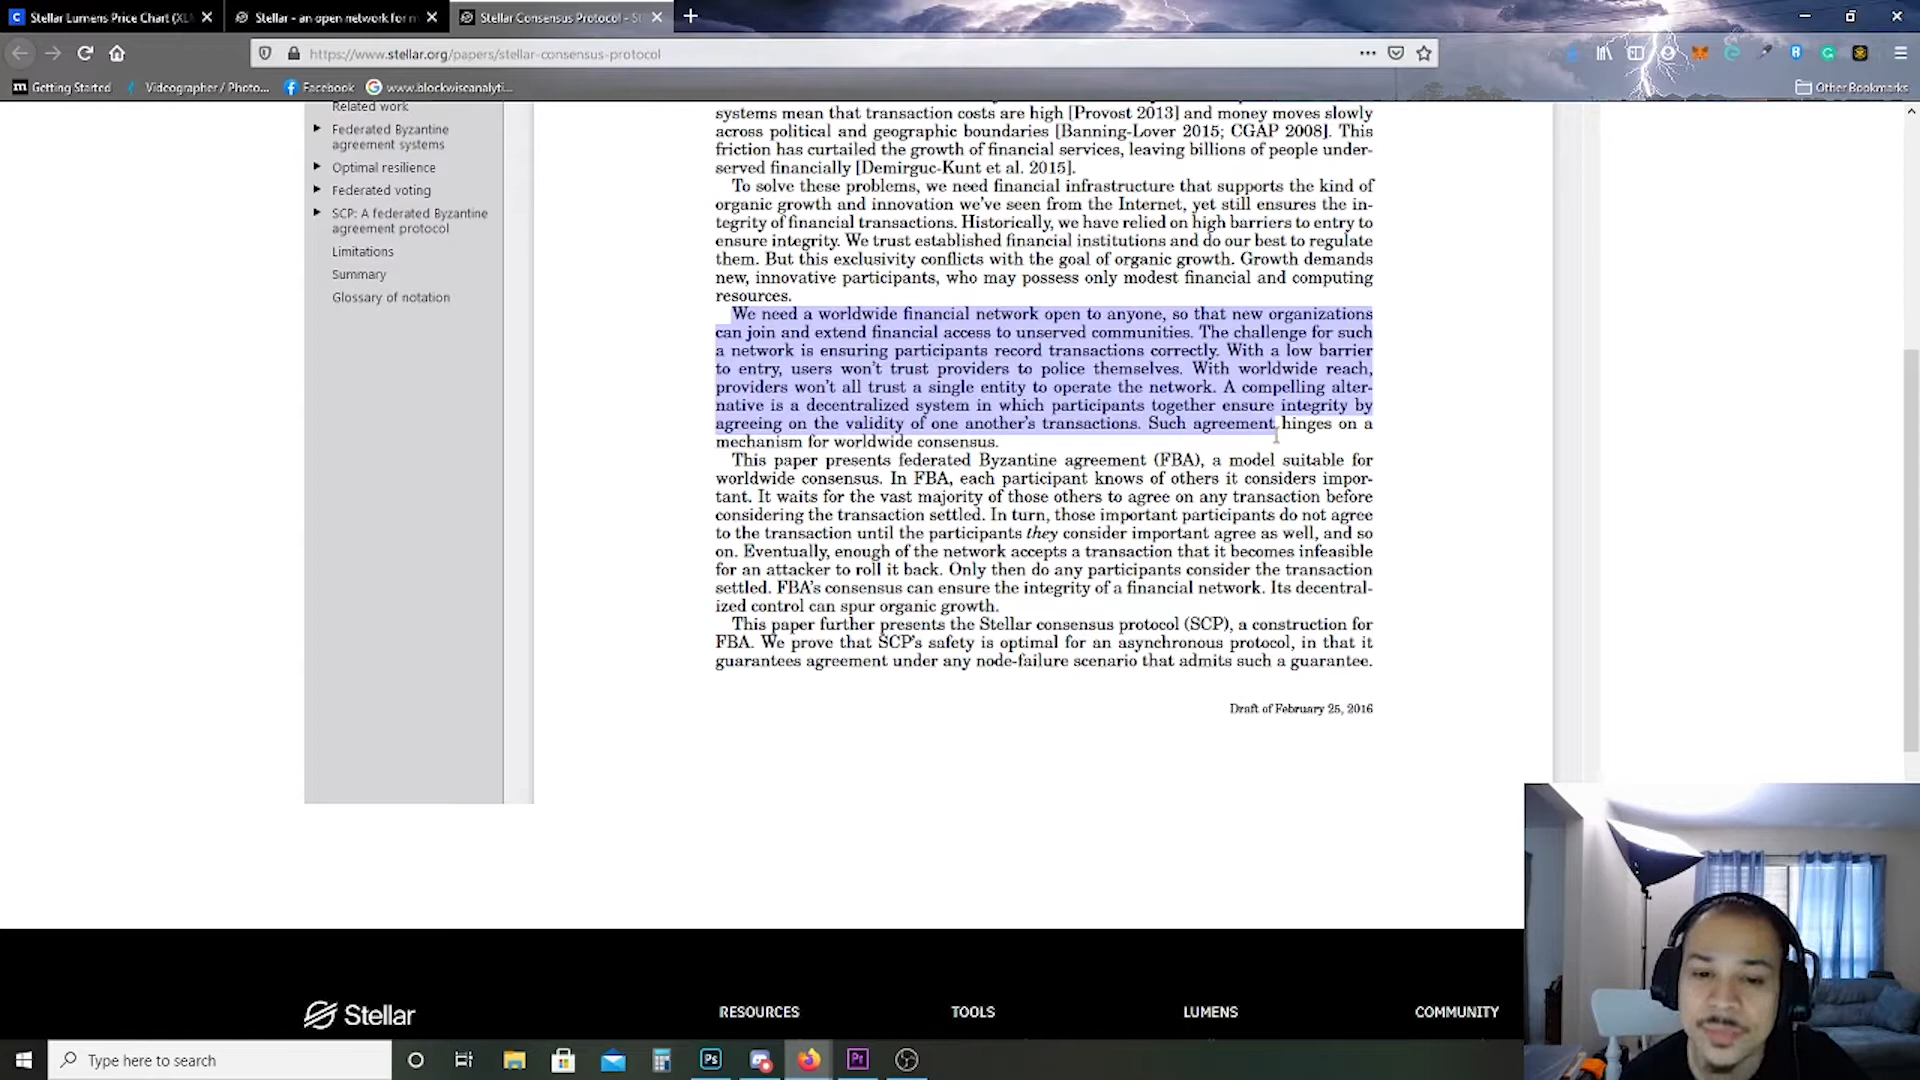 Stellar Lumens Price Chart (XL
Stellar - an open network for m
Stellar Consensus Protocol - St
https://www.stellar.org/papers/stellar-consensus-protocol
Getting Started
Videographer / Photo...
Facebook
www.blockwiseanalyti...
Other Bookmarks
Related work
Federated Byzantine
agreement systems
Optimal resilience
Federated voting
SCP: A federated Byzantine
agreement protocol
Limitations
Summary
Glossary of notation
systems mean that transaction costs are high [Provost 2013] and money moves slowly
across political and geographic boundaries [Banning-Lover 2015; CGAP 2008]. This
friction has curtailed the growth of financial services, leaving billions of people under-
served financially [Demirguc-Kunt et al. 2015].
To solve these problems, we need financial infrastructure that supports the kind of
organic growth and innovation we've seen from the Internet, yet still ensures the in-
tegrity of financial transactions. Historically, we have relied on high barriers to entry to
ensure integrity. We trust established financial institutions and do our best to regulate
them. But this exclusivity conflicts with the goal of organic growth. Growth demands
new, innovative participants, who may possess only modest financial and computing
resources.
We need a worldwide financial network open to anyone, so that new organizations
can join and extend financial access to unserved communities. The challenge for such
a network is ensuring participants record transactions correctly. With a low barrier
to entry, users won't trust providers to police themselves. With worldwide reach,
providers won't all trust a single entity to operate the network. A compelling alter-
native is a decentralized system in which participants together ensure integrity by
agreeing on the validity of one another's transactions. Such agreement hinges on a
mechanism for worldwide consensus.
This paper presents federated Byzantine agreement (FBA), a model suitable for
worldwide consensus. In FBA, each participant knows of others it considers impor-
tant. It waits for the vast majority of those others to agree on any transaction before
considering the transaction settled. In turn, those important participants do not agree
to the transaction until the participants they consider important agree as well, and so
on. Eventually, enough of the network accepts a transaction that it becomes infeasible
for an attacker to roll it back. Only then do any participants consider the transaction
settled. FBA's consensus can ensure the integrity of a financial network. Its decentral-
ized control can spur organic growth.
This paper further presents the Stellar consensus protocol (SCP), a construction for
FBA. We prove that SCP's safety is optimal for an asynchronous protocol, in that it
guarantees agreement under any node-failure scenario that admits such a guarantee.
Draft of February 25, 2016
Stellar
RESOURCES
TOOLS
LUMENS
COMMUNITY
Type here to search
Ps
Pr